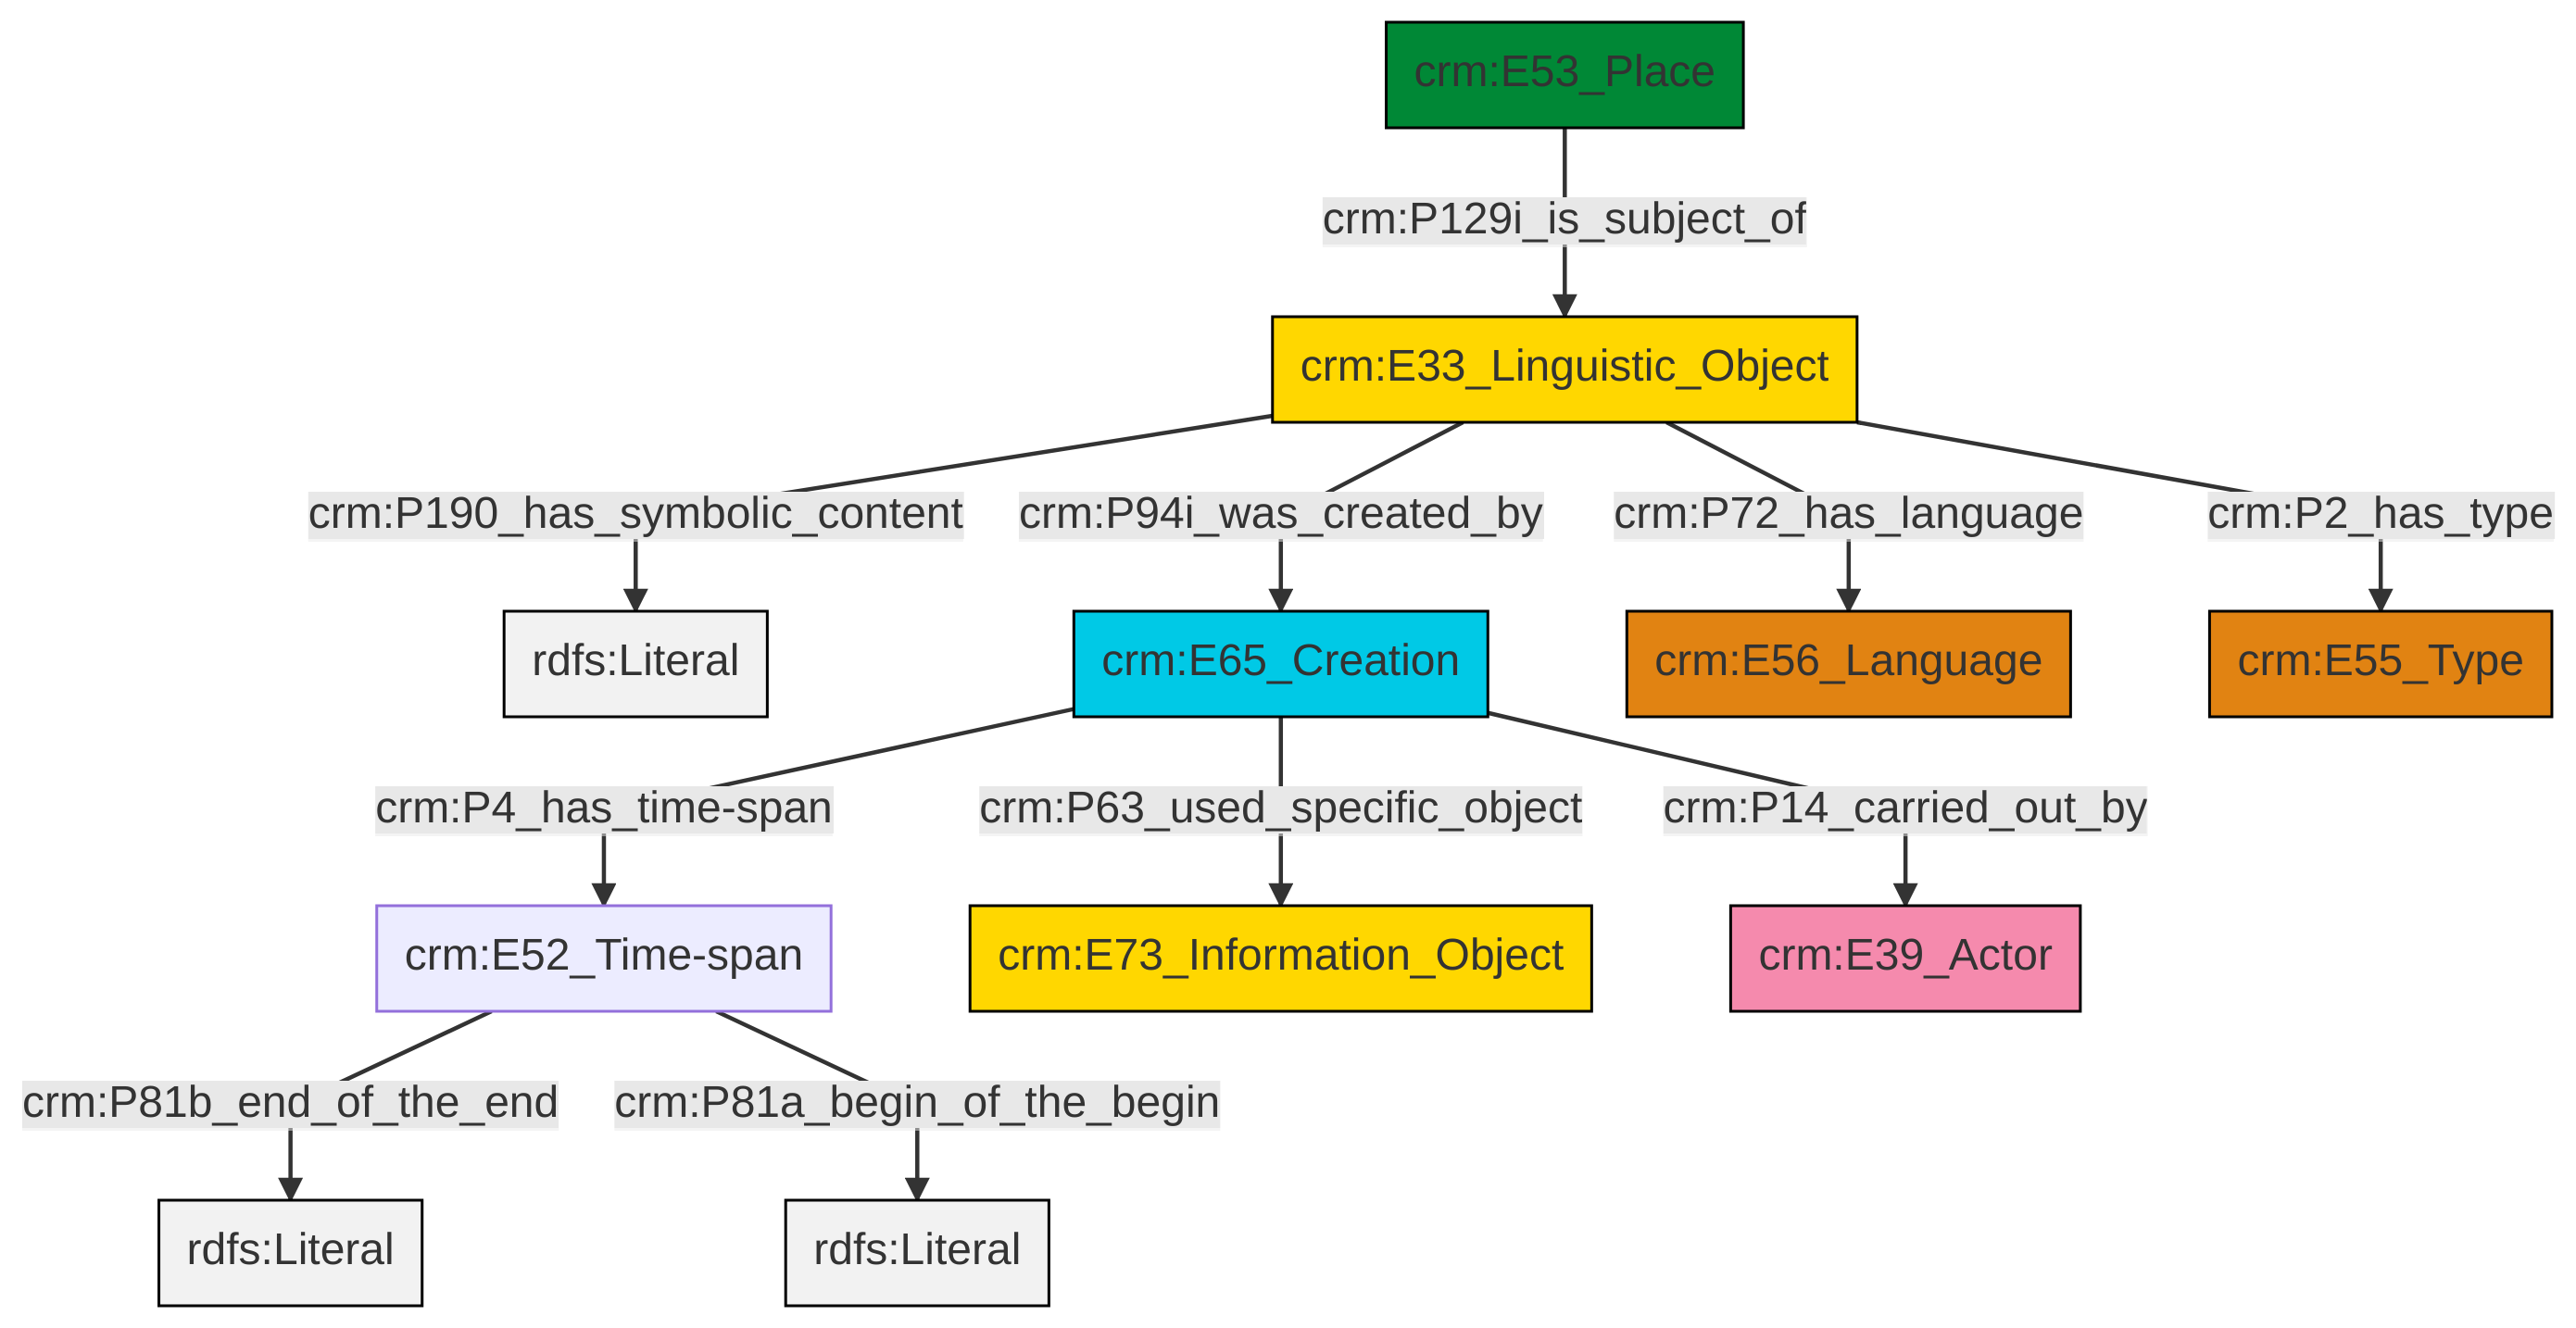 crm:E53_Place
crm:P129i_is_subject_of
crm:E33_Linguistic_Object
crm:P190_has_symbolic_content
crm:P94i_was_created_by
crm:P72_has_language
crm:P2_has_type
rdfs:Literal
crm:E65_Creation
crm:E56_Language
crm:E55_Type
crm:P4_has_time-span
crm:P63_used_specific_object
crm:P14_carried_out_by
crm:E52_Time-span
crm:E73_Information_Object
crm:E39_Actor
crm:P81b_end_of_the_end
crm:P81a_begin_of_the_begin
rdfs:Literal
rdfs:Literal